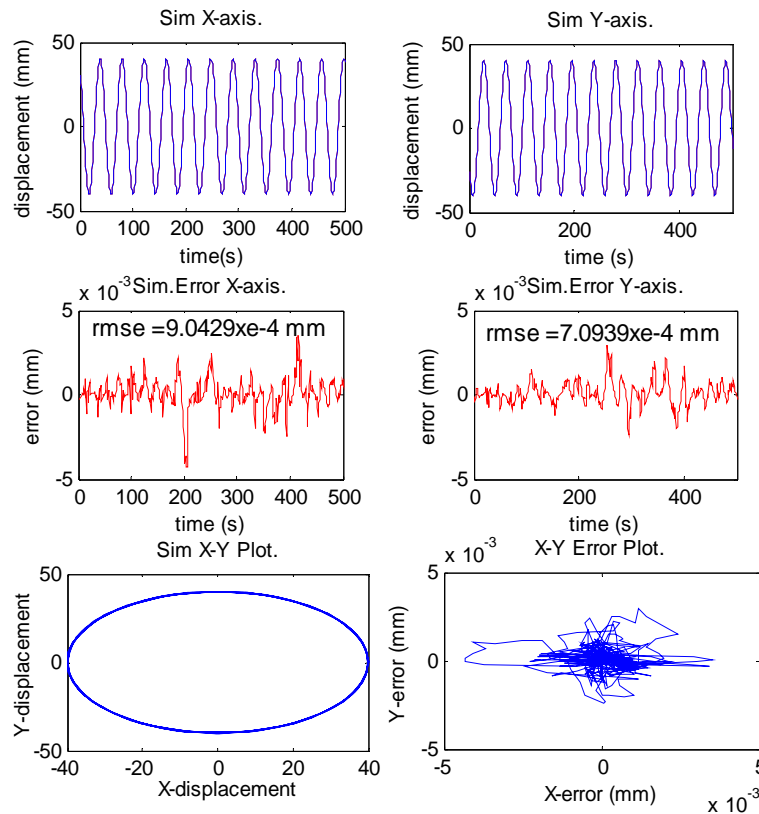 Sim X-axis.
50
0
-50
displacement (mm)
0 100 200 300 400 500
time(s)
Sim Y-axis.
50
0
-50
displacement (mm)
0 200 400
time (s)
x 10-3
Sim.Error X-axis.
rmse =9.0429xe-4 mm
5
0
-5
error (mm)
0 100 200 300 400 500
time (s)
x 10-3
Sim.Error Y-axis.
rmse =7.0939xe-4 mm
5
0
-5
error (mm)
0 200 400
time (s)
Sim X-Y Plot.
50
0
-50
Y-displacement
-40 -20 0 20 40
X-displacement
x 10-3
X-Y Error Plot.
5
0
-5
Y-error (mm)
-5 0 5
X-error (mm)
x 10-3